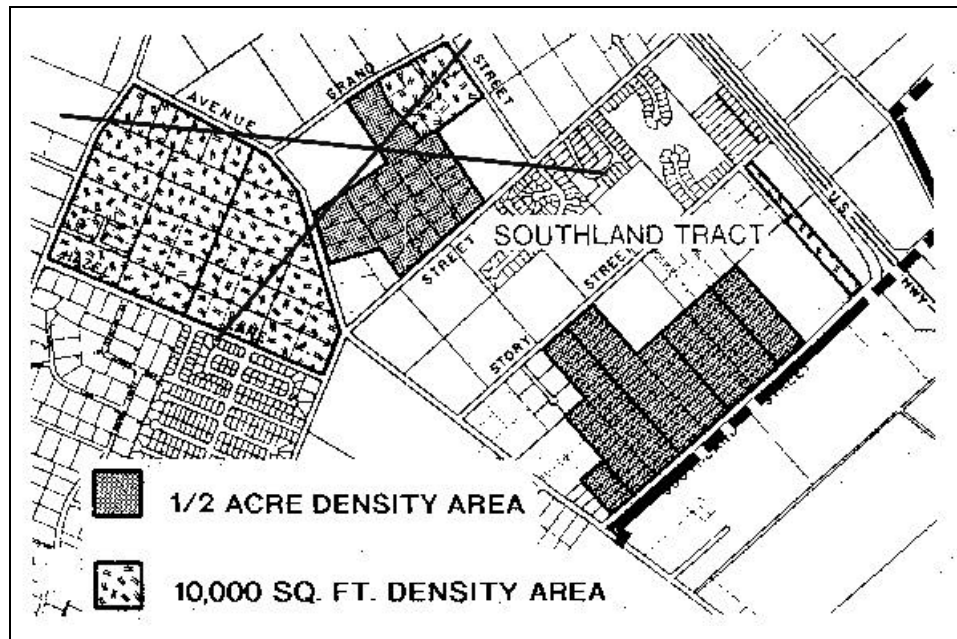 GRAND
AVENUE
STREET
SOUTHLAND TRACT
STREET
STREET
U.S.
HWY
STORY
1/2 ACRE DENSITY AREA
10,000 SQ. FT. DENSITY AREA